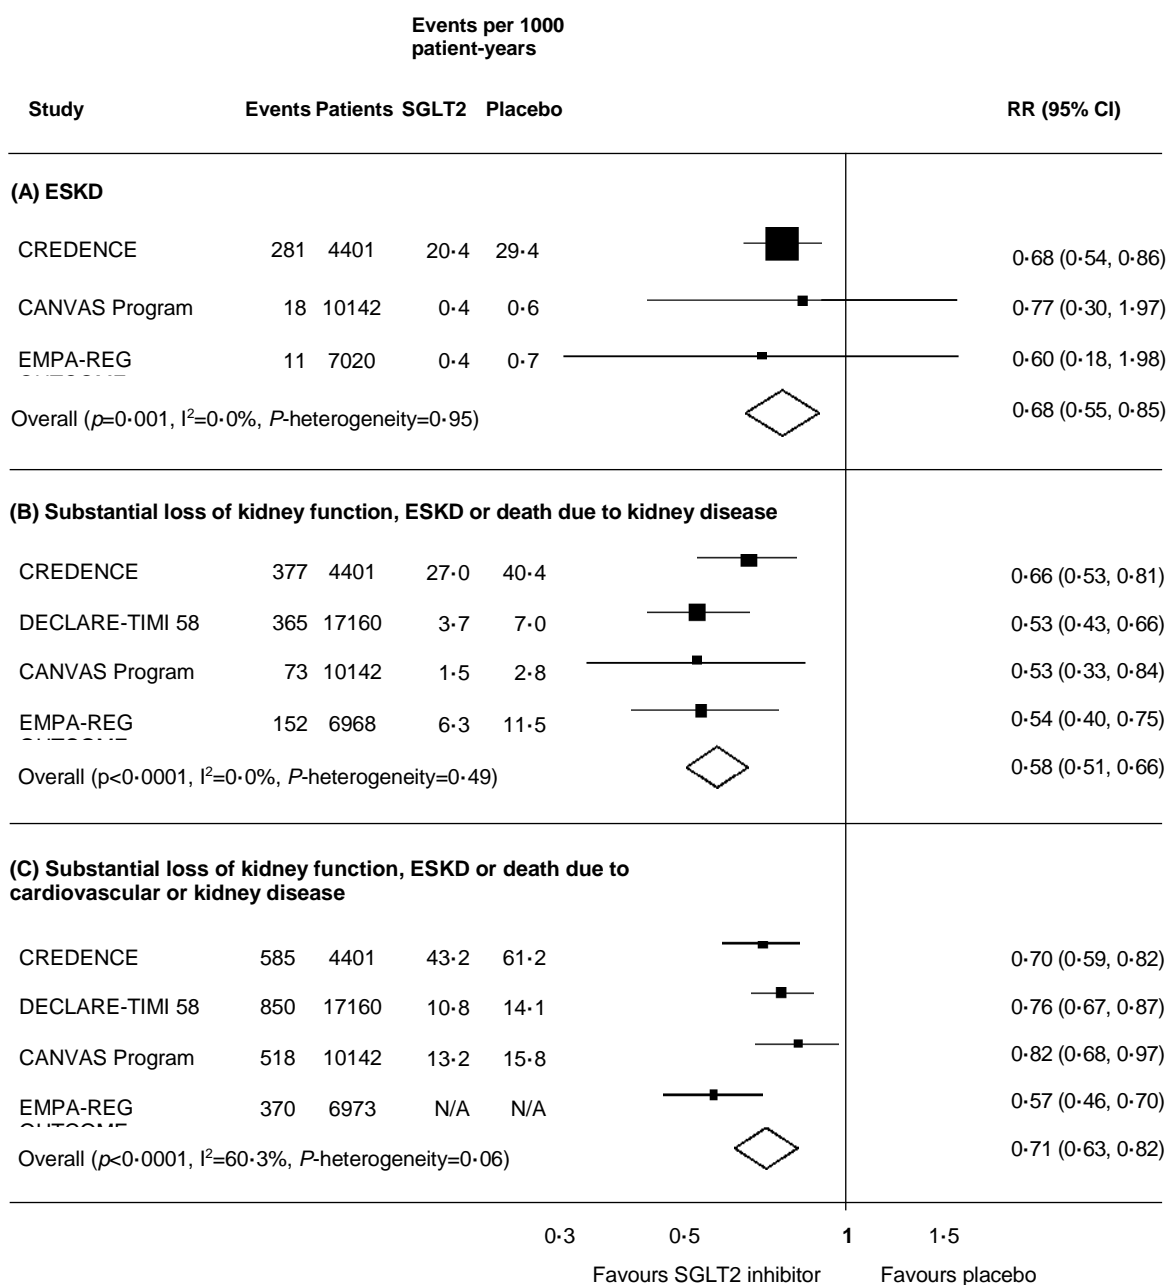 Events per 1000
patient-years
Study Events Patients SGLT2 Placebo RR (95% CI)
(A) ESKD
CREDENCE 281 4401 20·4 29·4 0·68 (0·54, 0·86)
CANVAS Program 18 10142 0·4 0·6 0·77 (0·30, 1·97)
EMPA-REG 11 7020 0·4 0·7 0·60 (0·18, 1·98)
Overall (p=0·001, I²=0·0%, P-heterogeneity=0·95) 0·68 (0·55, 0·85)
(B) Substantial loss of kidney function, ESKD or death due to kidney disease
CREDENCE 377 4401 27·0 40·4 0·66 (0·53, 0·81)
DECLARE-TIMI 58 365 17160 3·7 7·0 0·53 (0·43, 0·66)
CANVAS Program 73 10142 1·5 2·8 0·53 (0·33, 0·84)
EMPA-REG 152 6968 6·3 11·5 0·54 (0·40, 0·75)
Overall (p<0·0001, I²=0·0%, P-heterogeneity=0·49) 0·58 (0·51, 0·66)
(C) Substantial loss of kidney function, ESKD or death due to
cardiovascular or kidney disease
CREDENCE 585 4401 43·2 61·2 0·70 (0·59, 0·82)
DECLARE-TIMI 58 850 17160 10·8 14·1 0·76 (0·67, 0·87)
CANVAS Program 518 10142 13·2 15·8 0·82 (0·68, 0·97)
EMPA-REG 370 6973 N/A N/A 0·57 (0·46, 0·70)
Overall (p<0·0001, I²=60·3%, P-heterogeneity=0·06) 0·71 (0·63, 0·82)
0·3 0·5 1 1·5
Favours SGLT2 inhibitor Favours placebo